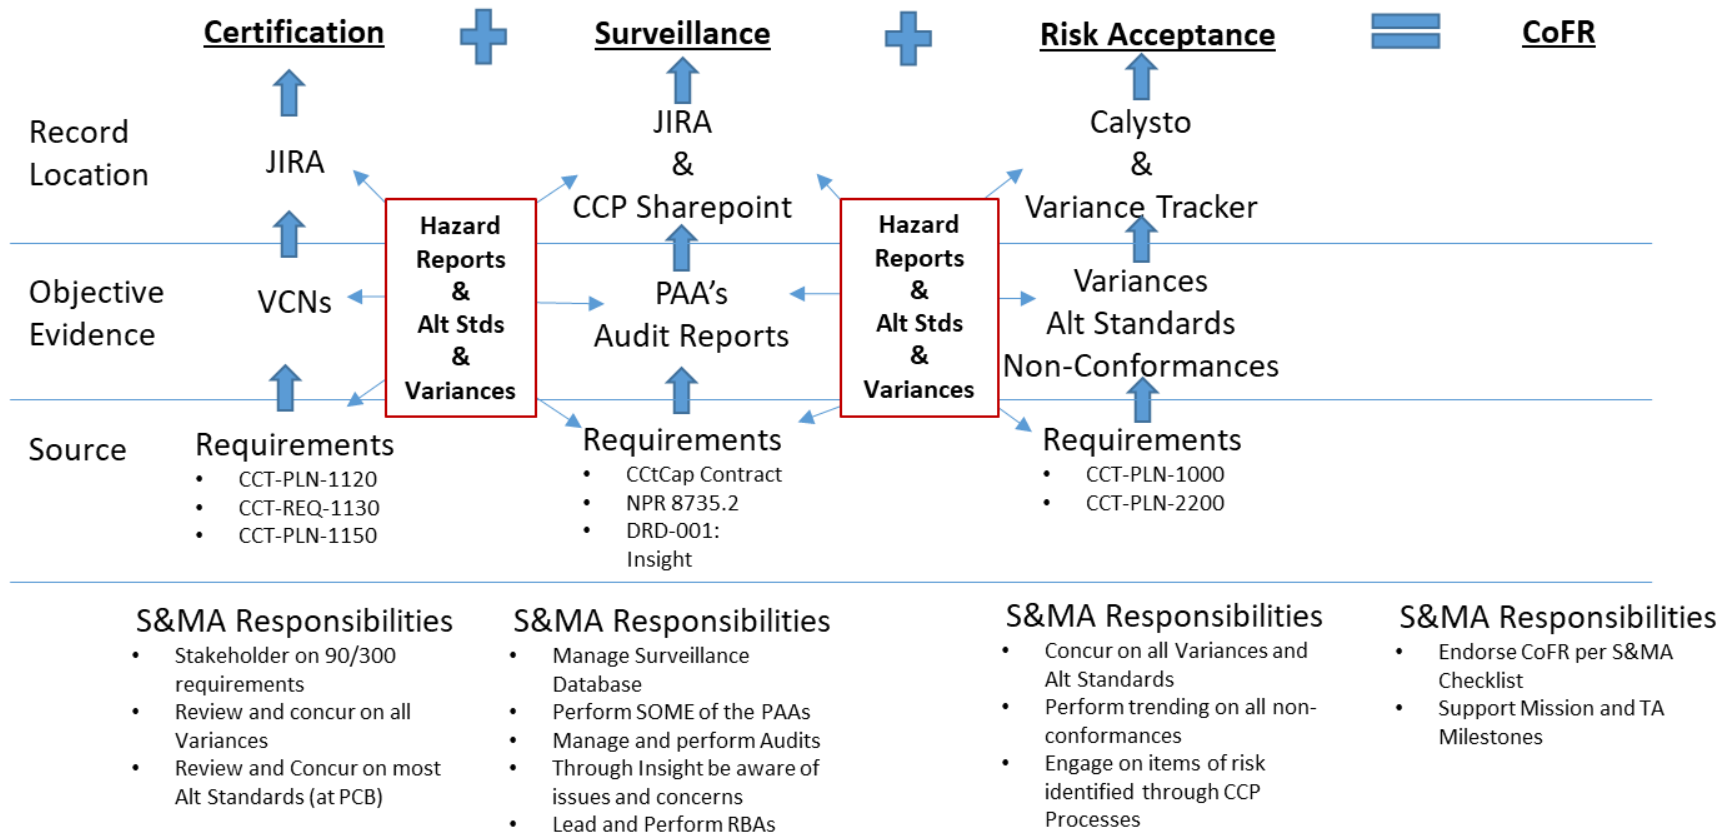 Certification
Surveillance
Risk Acceptance
CoFR
Record
Location
JIRA
JIRA
&
CCP Sharepoint
Calysto
&
Variance Tracker
Hazard
Reports
&
Alt Stds
&
Variances
Hazard
Reports
&
Alt Stds
&
Variances
Objective
Evidence
VCNs
PAA’s
Audit Reports
Variances
Alt Standards
Non-Conformances
Source
Requirements
• CCT-PLN-1120
• CCT-REQ-1130
• CCT-PLN-1150
Requirements
• CCtCap Contract
• NPR 8735.2
• DRD-001:
Insight
Requirements
• CCT-PLN-1000
• CCT-PLN-2200
S&MA Responsibilities
• Stakeholder on 90/300
requirements
• Review and concur on all
Variances
• Review and Concur on most
Alt Standards (at PCB)
S&MA Responsibilities
• Manage Surveillance
Database
• Perform SOME of the PAAs
• Manage and perform Audits
• Through Insight be aware of
issues and concerns
• Lead and Perform RBAs
S&MA Responsibilities
• Concur on all Variances and
Alt Standards
• Perform trending on all non-
conformances
• Engage on items of risk
identified through CCP
Processes
S&MA Responsibilities
• Endorse CoFR per S&MA
Checklist
• Support Mission and TA
Milestones